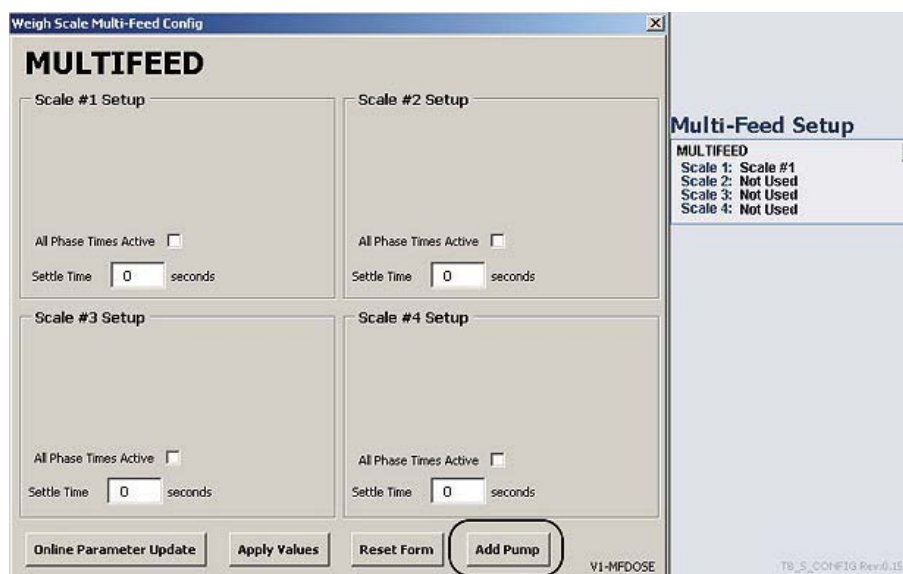 Weigh Scale Multi-Feed Config
MULTIFEED
Scale #1 Setup
All Phase Times Active
Settle Time 0 seconds
Scale #2 Setup
All Phase Times Active
Settle Time 0 seconds
Scale #3 Setup
All Phase Times Active
Settle Time 0 seconds
Scale #4 Setup
All Phase Times Active
Settle Time 0 seconds
Online Parameter Update
Apply Values
Reset Form
Add Pump
V1-MFDOSE
Multi-Feed Setup
MULTIFEED
Scale 1: Scale #1
Scale 2: Not Used
Scale 3: Not Used
Scale 4: Not Used
TB_S_CONFIG Rev:0.15